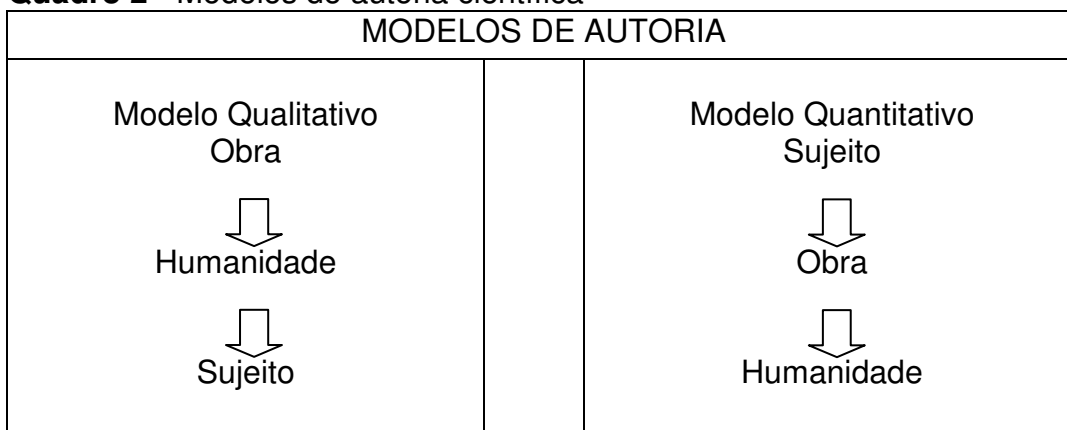 Quadro 2 - Modelos de autoria científica
MODELOS DE AUTORIA
Modelo Qualitativo
Obra
Humanidade
Sujeito
Modelo Quantitativo
Sujeito
Obra
Humanidade